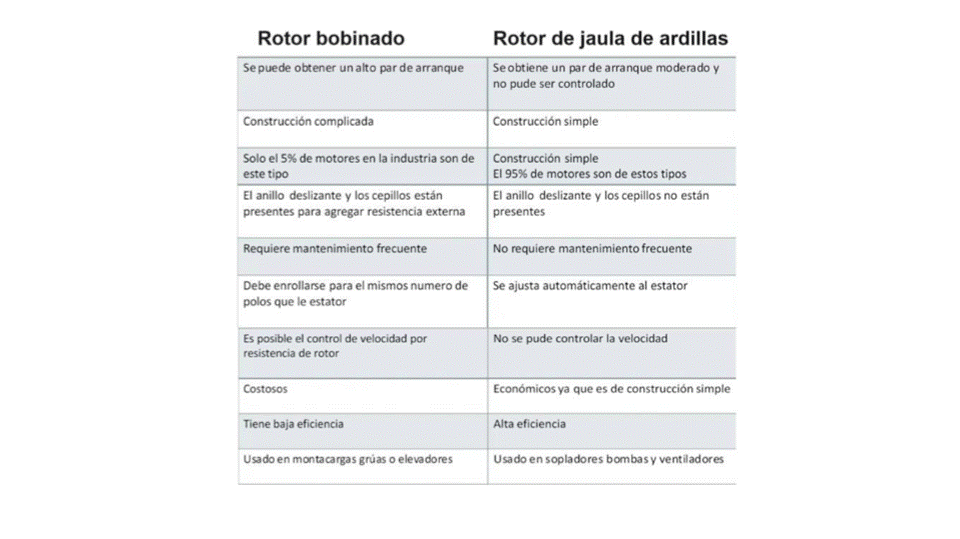 Rotor bobinado
Rotor de jaula de ardillas
Se puede obtener un alto par de arranque
Se obtiene un par de arranque moderado y
no pude ser controlado
Construcción complicada
Construcción simple
Solo el 5% de motores en la industria son de
este tipo
Construcción simple
El 95% de motores son de estos tipos
El anillo deslizante y los cepillos están
presentes para agregar resistencia externa
El anillo deslizante y los cepillos no están
presentes
Requiere mantenimiento frecuente
No requiere mantenimiento frecuente
Debe enrollarse para el mismos numero de
polos que le estator
Se ajusta automáticamente al estator
Es posible el control de velocidad por
resistencia de rotor
No se pude controlar la velocidad
Costosos
Económicos ya que es de construcción simple
Tiene baja eficiencia
Alta eficiencia
Usado en montacargas grúas o elevadores
Usado en sopladores bombas y ventiladores